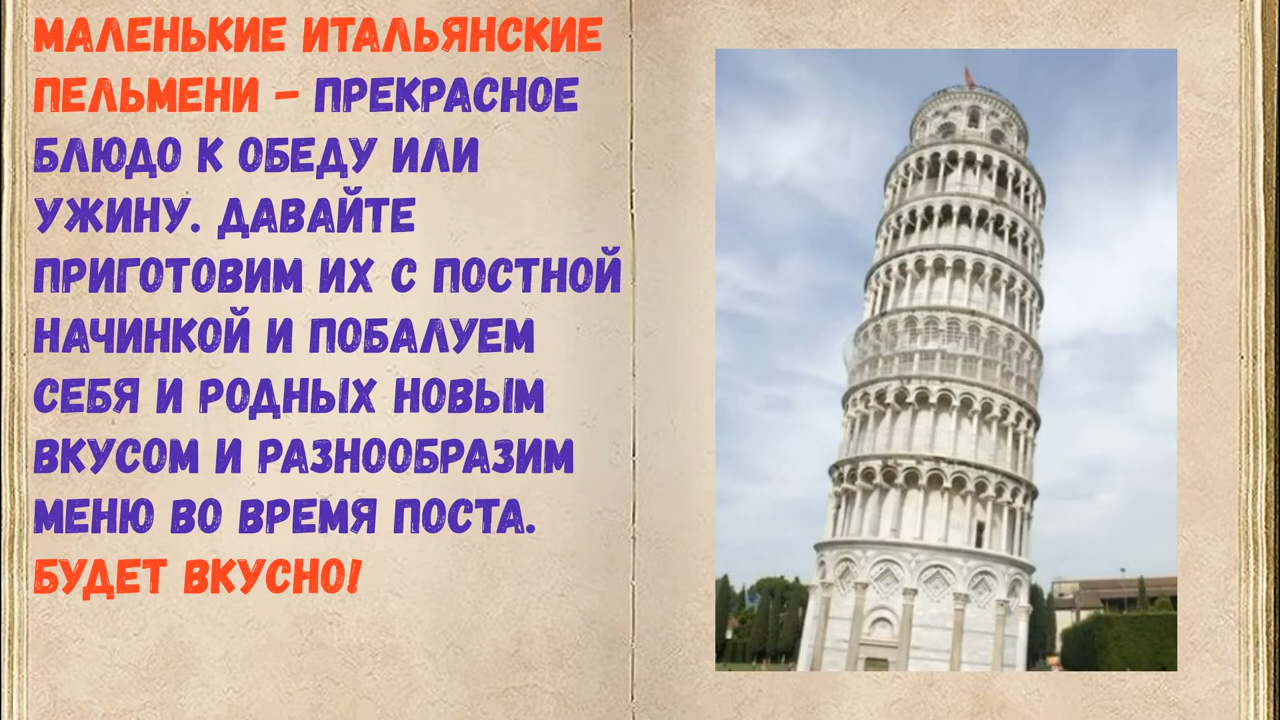 МАЛЕНЬКИЕ ИТАЛЬЯНСКИЕ
ПЕЛЬМЕНИ – ПРЕКРАСНОЕ
БЛЮДО К ОБЕДУ ИЛИ
УЖИНУ. ДАВАЙТЕ
ПРИГОТОВИМ ИХ С ПОСТНОЙ
НАЧИНКОЙ И ПОБАЛУЕМ
СЕБЯ И РОДНЫХ НОВЫМ
ВКУСОМ И РАЗНООБРАЗИМ
МЕНЮ ВО ВРЕМЯ ПОСТА.
БУДЕТ ВКУСНО!